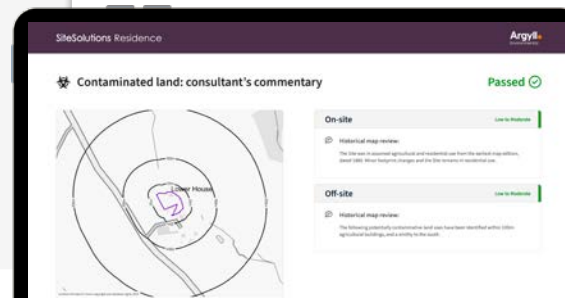 SiteSolutions Residence
Argyll
Environmental
Contaminated land: consultant's commentary
Passed
Lower House
On-site
Low to Moderate
Historical map review:
The Site was in assumed agricultural and residential use from the earliest map edition,
dated 1886. Minor footprint changes and the Site remains in residential use.
Off-site
Low to Moderate
Historical map review:
The following potentially contaminative land uses have been identified within 100m:
agricultural buildings, and a smithy to the south.